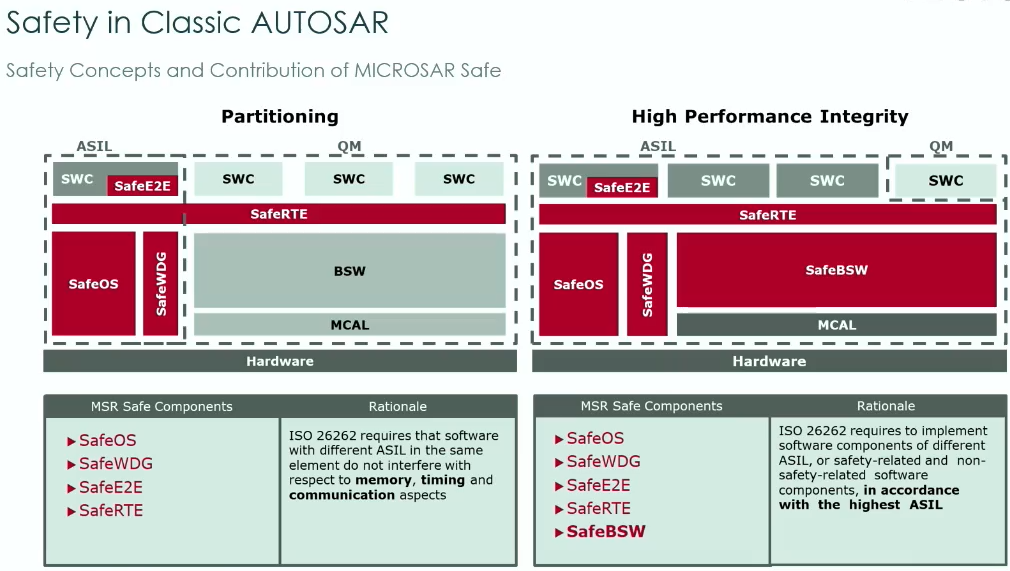 Safety in Classic AUTOSAR
Safety Concepts and Contribution of MICROSAR Safe
Partitioning
ASIL
QM
SWC
SafeE2E
SWC
SWC
SWC
SafeRTE
SafeOS
SafeWDG
BSW
MCAL
Hardware
MSR Safe Components
Rationale
SafeOS
SafeWDG
SafeE2E
SafeRTE
ISO 26262 requires that software
with different ASIL in the same
element do not interfere with
respect to memory, timing and
communication aspects
High Performance Integrity
ASIL
QM
SWC
SafeE2E
SWC
SWC
SWC
SafeRTE
SafeOS
SafeWDG
SafeBSW
MCAL
Hardware
MSR Safe Components
Rationale
SafeOS
SafeWDG
SafeE2E
SafeRTE
SafeBSW
ISO 26262 requires to implement
software components of different
ASIL, or safety-related and non-
safety-related software
components, in accordance
with the highest ASIL